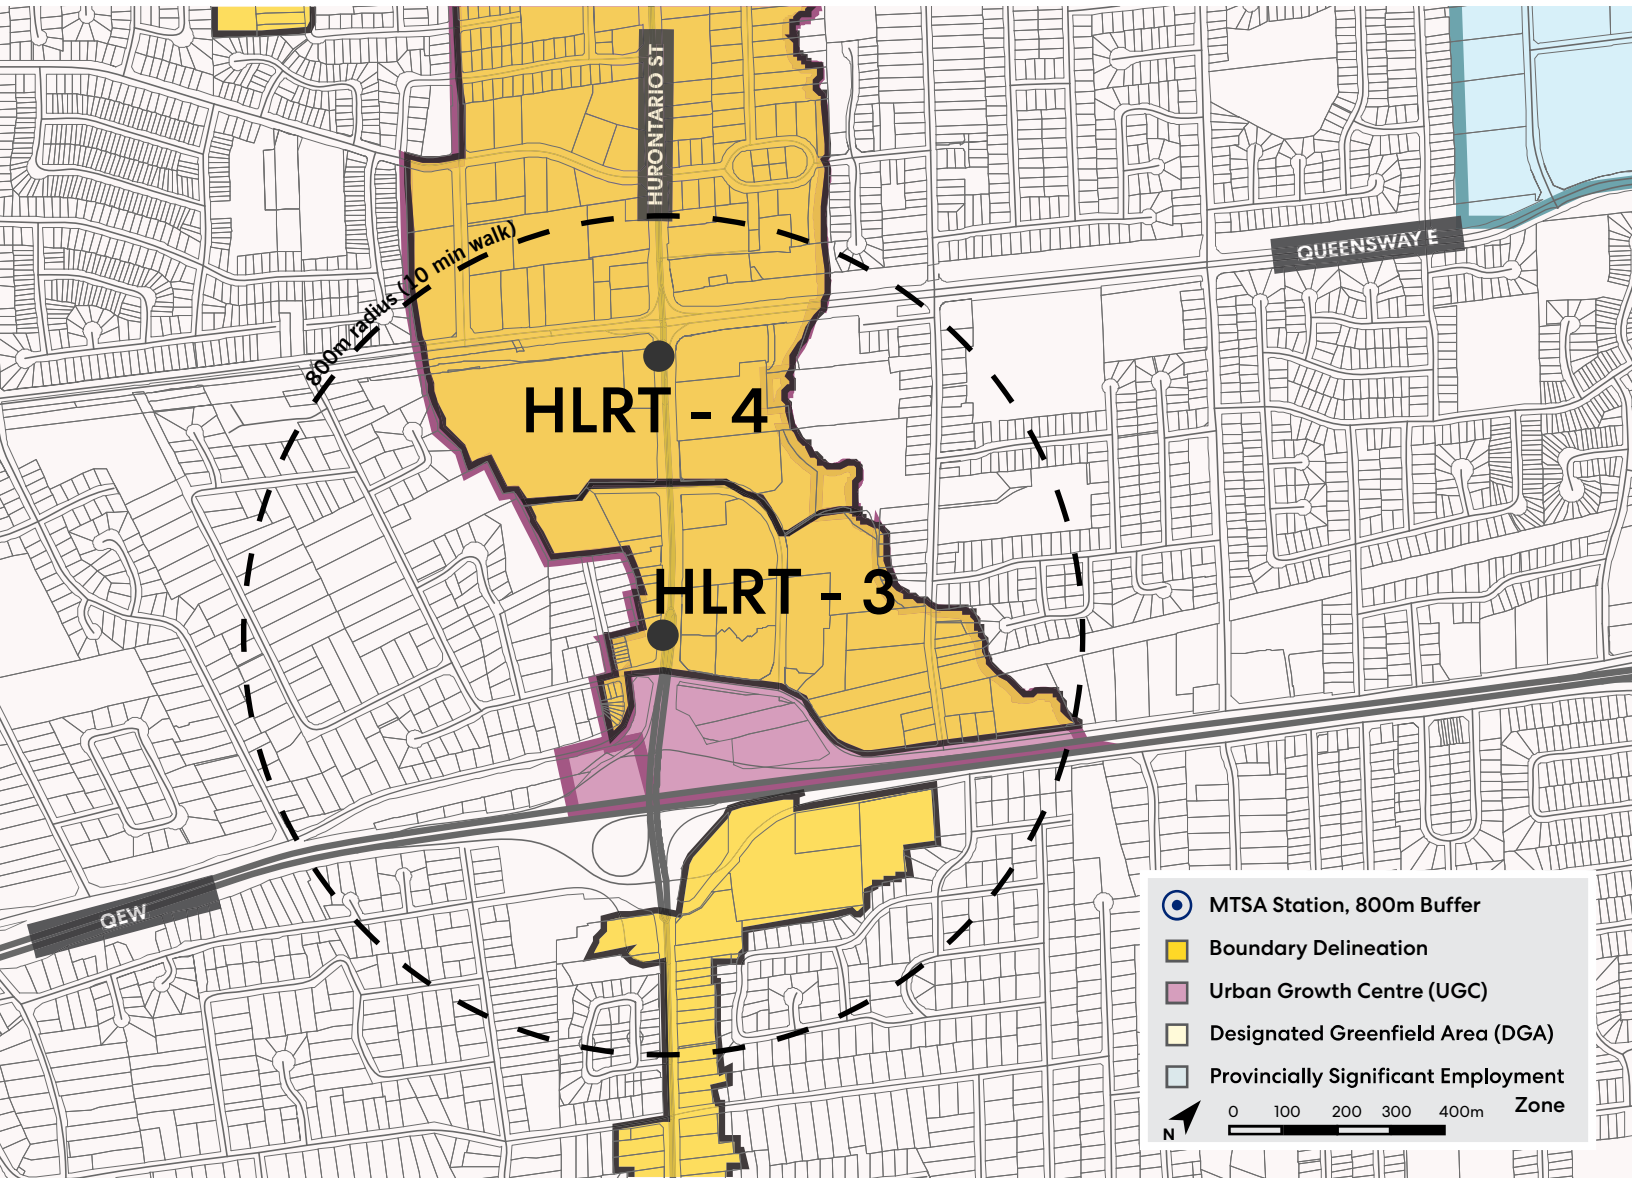 HURONTARIO ST
800m radius (10 min walk)
QUEENSWAY E
HLRT - 4
HLRT - 3
QEW
MTSA Station, 800m Buffer
Boundary Delineation
Urban Growth Centre (UGC)
Designated Greenfield Area (DGA)
Provincially Significant Employment
Zone
N
0 100 200 300 400m